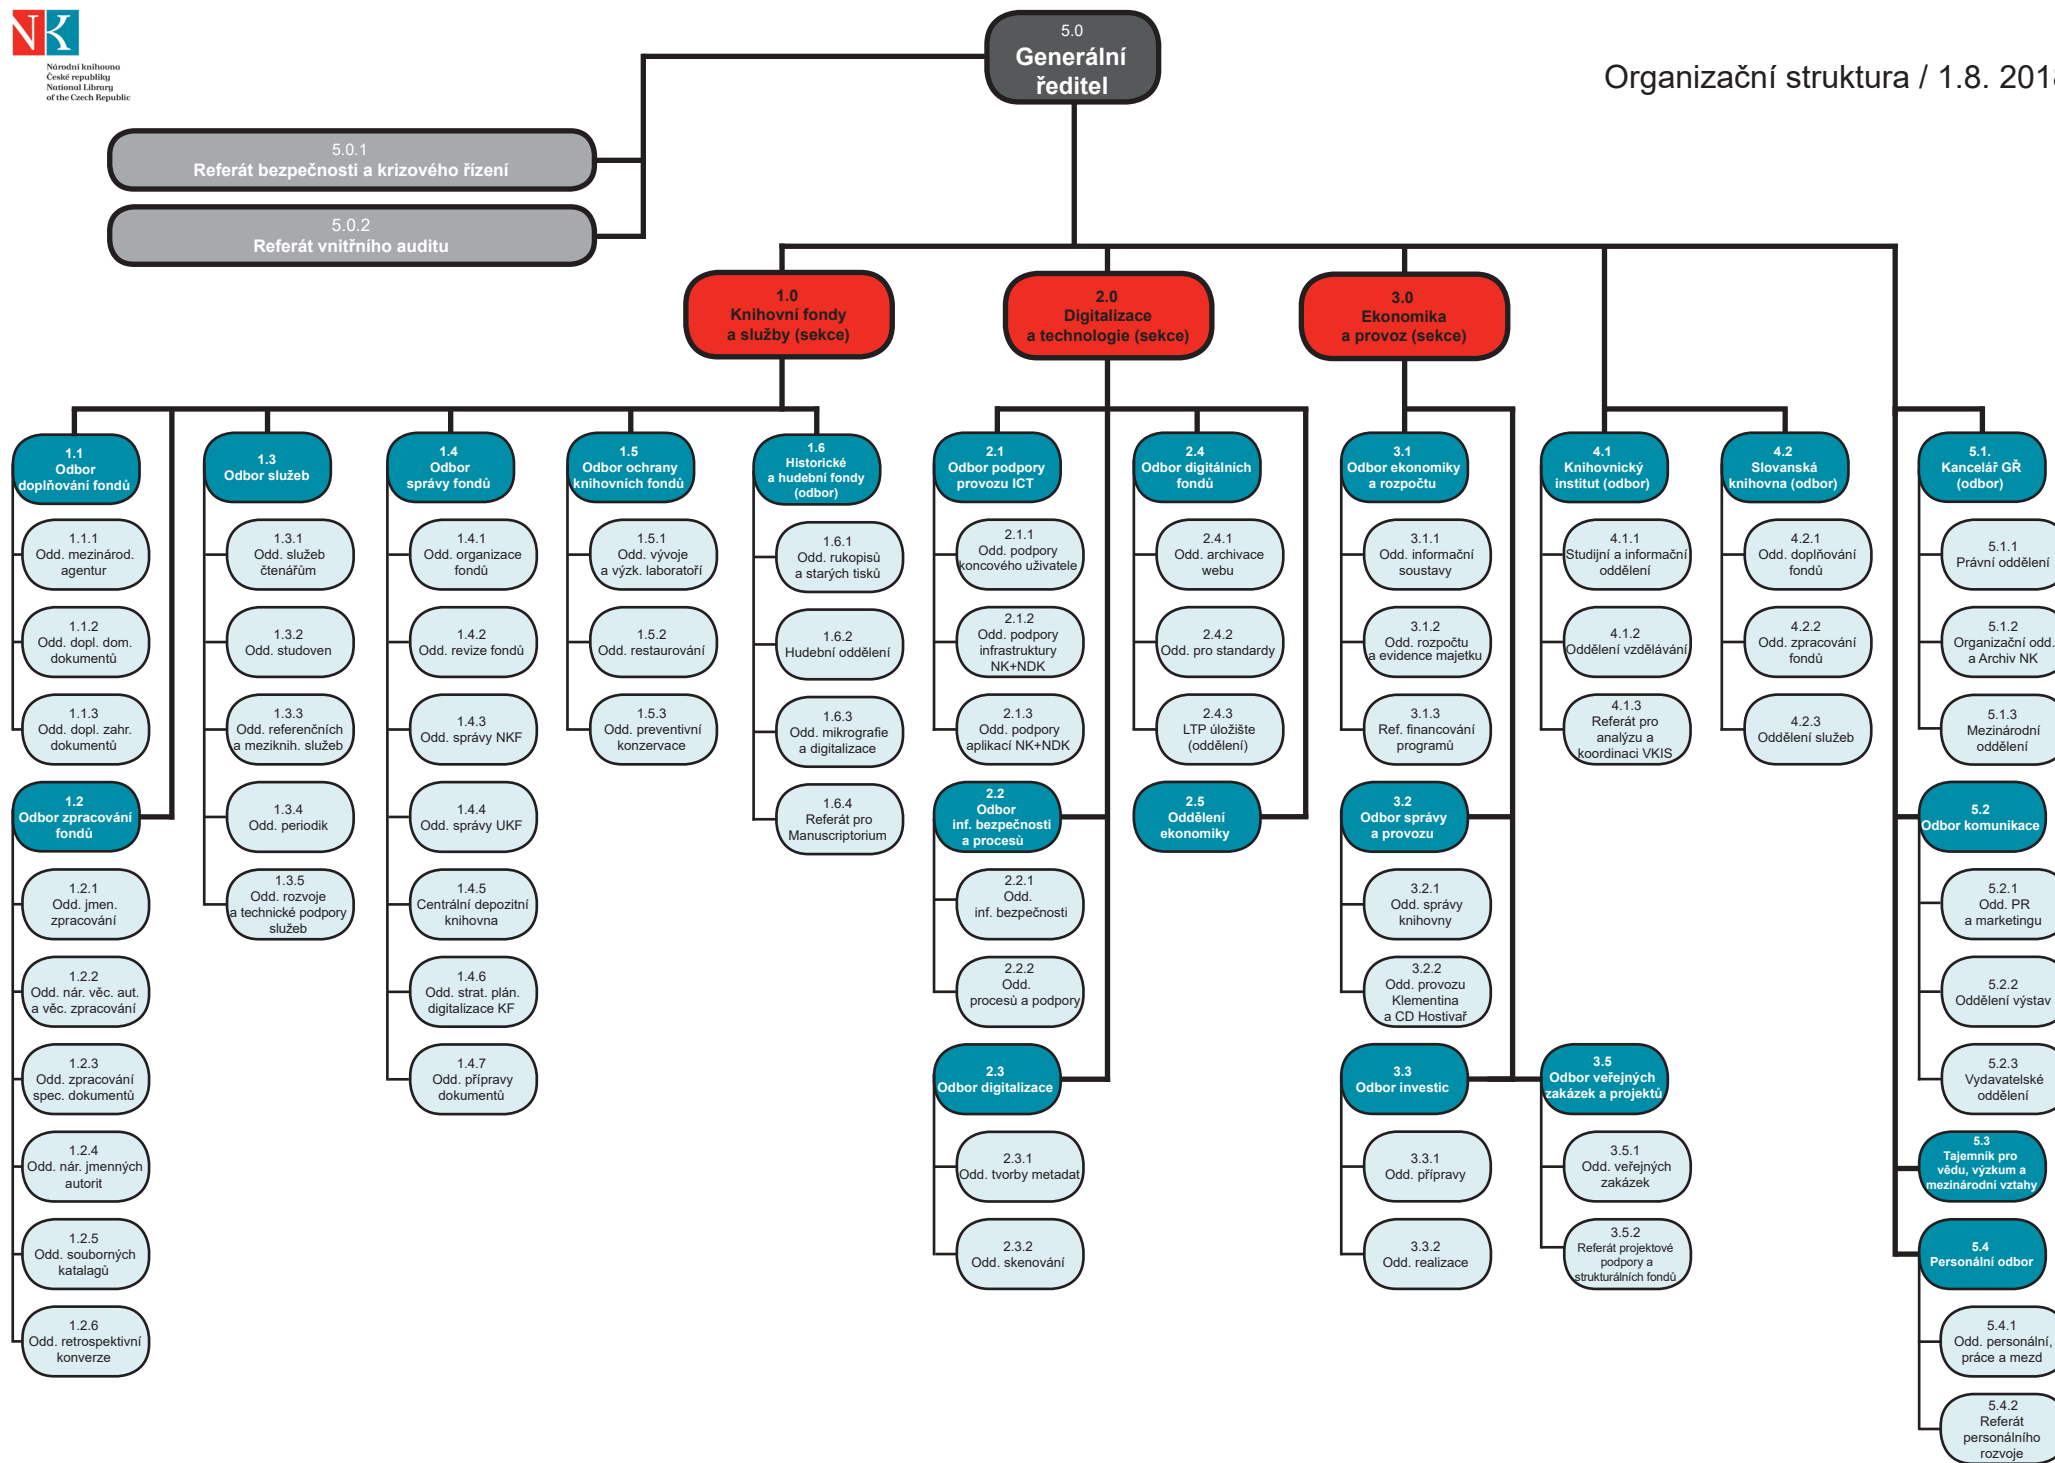 NK
Národní knihovna
České republiky
National Library
of the Czech Republic
Organizační struktura / 1.8. 2018
5.0
Generální
ředitel
5.0.1
Referát bezpečnosti a krizového řízení
5.0.2
Referát vnitřního auditu
1.0
Knihovní fondy
a služby (sekce)
2.0
Digitalizace
a technologie (sekce)
3.0
Ekonomika
a provoz (sekce)
1.1
Odbor
doplňování fondů
1.1.1
Odd. mezinárod.
agentur
1.1.2
Odd. dopl. dom.
dokumentů
1.1.3
Odd. dopl. zahr.
dokumentů
1.2
Odbor zpracování
fondů
1.2.1
Odd. jmen.
zpracování
1.2.2
Odd. nár. věc. aut.
a věc. zpracování
1.2.3
Odd. zpracování
spec. dokumentů
1.2.4
Odd. nár. jmenných
autorit
1.2.5
Odd. souborných
katalagů
1.2.6
Odd. retrospektivní
konverze
1.3
Odbor služeb
1.3.1
Odd. služeb
čtenářům
1.3.2
Odd. studoven
1.3.3
Odd. referenčních
a meziknih. služeb
1.3.4
Odd. periodik
1.3.5
Odd. rozvoje
a technické podpory
služeb
1.4
Odbor
správy fondů
1.4.1
Odd. organizace
fondů
1.4.2
Odd. revize fondů
1.4.3
Odd. správy NKF
1.4.4
Odd. správy UKF
1.4.5
Centrální depozitní
knihovna
1.4.6
Odd. strat. plán.
digitalizace KF
1.4.7
Odd. přípravy
dokumentů
1.5
Odbor ochrany
knihovních fondů
1.5.1
Odd. vývoje
a výzk. laboratoří
1.5.2
Odd. restaurování
1.5.3
Odd. preventivní
konzervace
1.6
Historické
a hudební fondy
(odbor)
1.6.1
Odd. rukopisů
a starých tisků
1.6.2
Hudební oddělení
1.6.3
Odd. mikrografie
a digitalizace
1.6.4
Referát pro
Manuscriptorium
2.1
Odbor podpory
provozu ICT
2.1.1
Odd. podpory
koncového uživatele
2.1.2
Odd. podpory
infrastruktury
NK+NDK
2.1.3
Odd. podpory
aplikací NK+NDK
2.2
Odbor
inf. bezpečnosti
a procesů
2.2.1
Odd.
inf. bezpečnosti
2.2.2
Odd.
procesů a podpory
2.3
Odbor digitalizace
2.3.1
Odd. tvorby metadat
2.3.2
Odd. skenování
2.4
Odbor digitálních
fondů
2.4.1
Odd. archivace
webu
2.4.2
Odd. pro standardy
2.4.3
LTP úložiště
(oddělení)
2.5
Oddělení
ekonomiky
3.1
Odbor ekonomiky
a rozpočtu
3.1.1
Odd. informační
soustavy
3.1.2
Odd. rozpočtu
a evidence majetku
3.1.3
Ref. financování
programů
3.2
Odbor správy
a provozu
3.2.1
Odd. správy
knihovny
3.2.2
Odd. provozu
Klementina
a CD Hostivař
3.3
Odbor investic
3.3.1
Odd. přípravy
3.3.2
Odd. realizace
3.5
Odbor veřejných
zakázek a projektů
3.5.1
Odd. veřejných
zakázek
3.5.2
Referát projektové
podpory a
strukturálních fondů
4.1
Knihovnický
institut (odbor)
4.1.1
Studijní a informační
oddělení
4.1.2
Oddělení vzdělávání
4.1.3
Referát pro
analýzu a
koordinaci VKIS
4.2
Slovanská
knihovna (odbor)
4.2.1
Odd. doplňování
fondů
4.2.2
Odd. zpracování
fondů
4.2.3
Oddělení služeb
5.1.
Kancelář GŘ
(odbor)
5.1.1
Právní oddělení
5.1.2
Organizační odd.
a Archiv NK
5.1.3
Mezinárodní
oddělení
5.2
Odbor komunikace
5.2.1
Odd. PR
a marketingu
5.2.2
Oddělení výstav
5.2.3
Vydavatelské
oddělení
5.3
Tajemník pro
vědu, výzkum a
mezinárodní vztahy
5.4
Personální odbor
5.4.1
Odd. personální,
práce a mezd
5.4.2
Referát
personálního
rozvoje